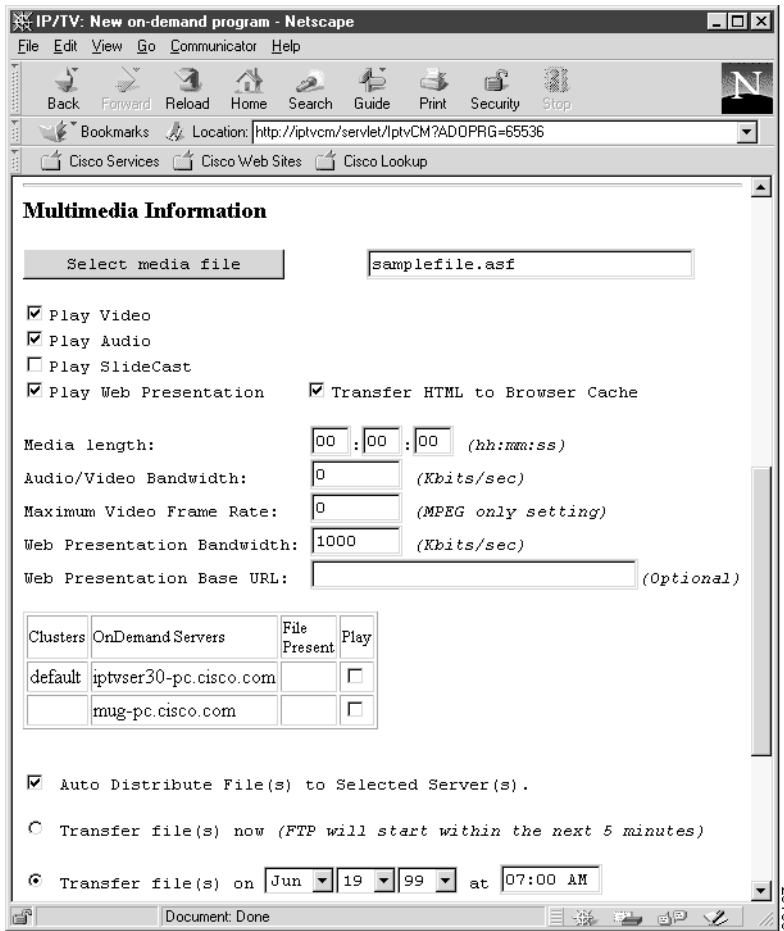 IP/TV: New on-demand program - Netscape
File Edit View Go Communicator Help
Back Forward Reload Home Search Guide Print Security Stop
N
Bookmarks Location: http://iptvcm/servlet/IptvCM?ADOPRG=65536
Cisco Services Cisco Web Sites Cisco Lookup
Multimedia Information
Select media file samplefile.asf
Play Video
Play Audio
Play SlideCast
Play Web Presentation Transfer HTML to Browser Cache
Media length: 00 : 00 : 00 (hh:mm:ss)
Audio/Video Bandwidth: 0 (Kbits/sec)
Maximum Video Frame Rate: 0 (MPEG only setting)
Web Presentation Bandwidth: 1000 (Kbits/sec)
Web Presentation Base URL: (Optional)
Clusters OnDemand Servers File Present Play
default iptvser30-pc.cisco.com
mug-pc.cisco.com
Auto Distribute File(s) to Selected Server(s).
Transfer file(s) now (FTP will start within the next 5 minutes)
Transfer file(s) on Jun 19 99 at 07:00 AM
Document: Done